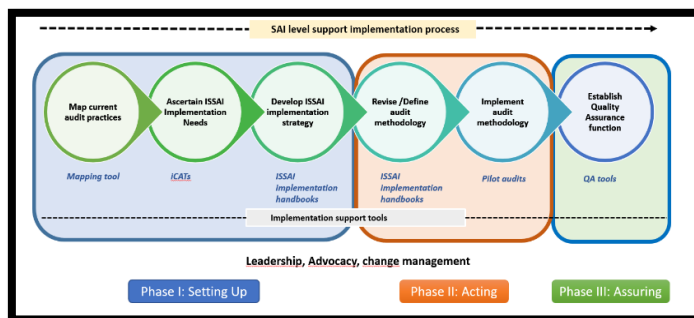 SAI level support implementation process
Map current
audit practices
Ascertain ISSAI
Implementation
Needs
Develop ISSAI
implementation
strategy
Revise /Define
audit
methodology
Implement
audit
methodology
Establish
Quality
Assurance
function
Mapping tool
iCATs
ISSAI
implementation
handbooks
ISSAI
implementation
handbooks
Pilot audits
QA tools
Implementation support tools
Leadership, Advocacy, change management
Phase I: Setting Up
Phase II: Acting
Phase III: Assuring